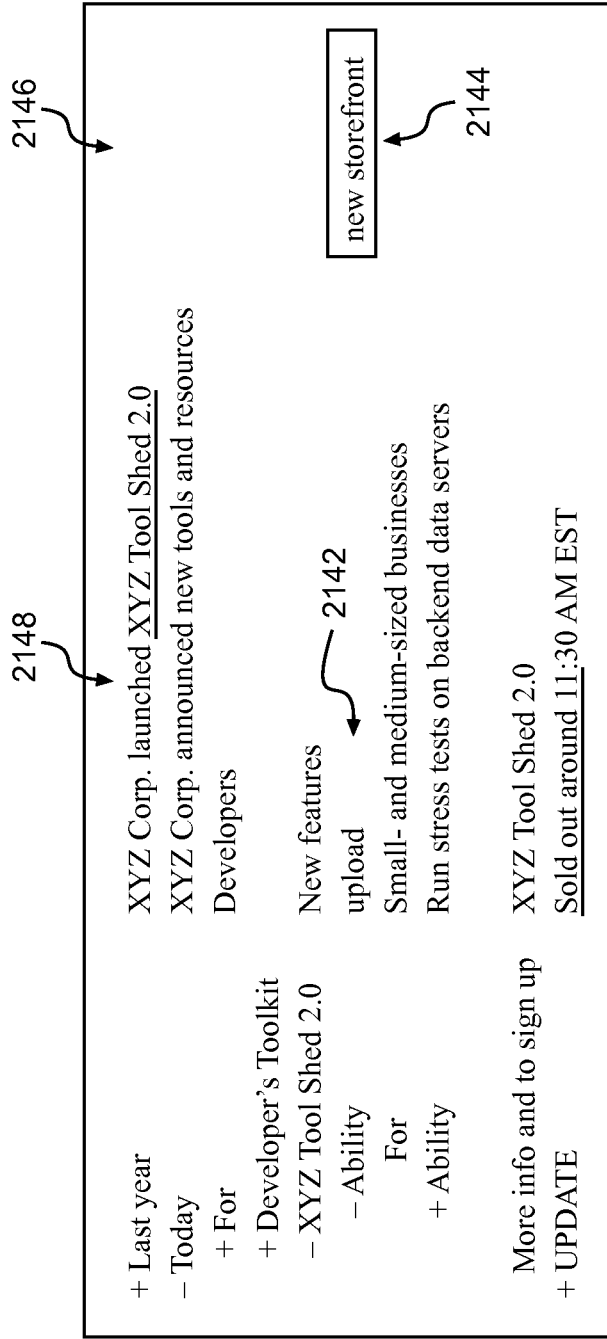 2148
2146
+ Last year XYZ Corp. launched XYZ Tool Shed 2.0
– Today XYZ Corp. announced new tools and resources
+ For Developers
+ Developer’s Toolkit
– XYZ Tool Shed 2.0 New features
2142
– Ability upload new storefront
For Small- and medium-sized businesses
2144
+ Ability Run stress tests on backend data servers
More info and to sign up XYZ Tool Shed 2.0
+ UPDATE Sold out around 11:30 AM EST